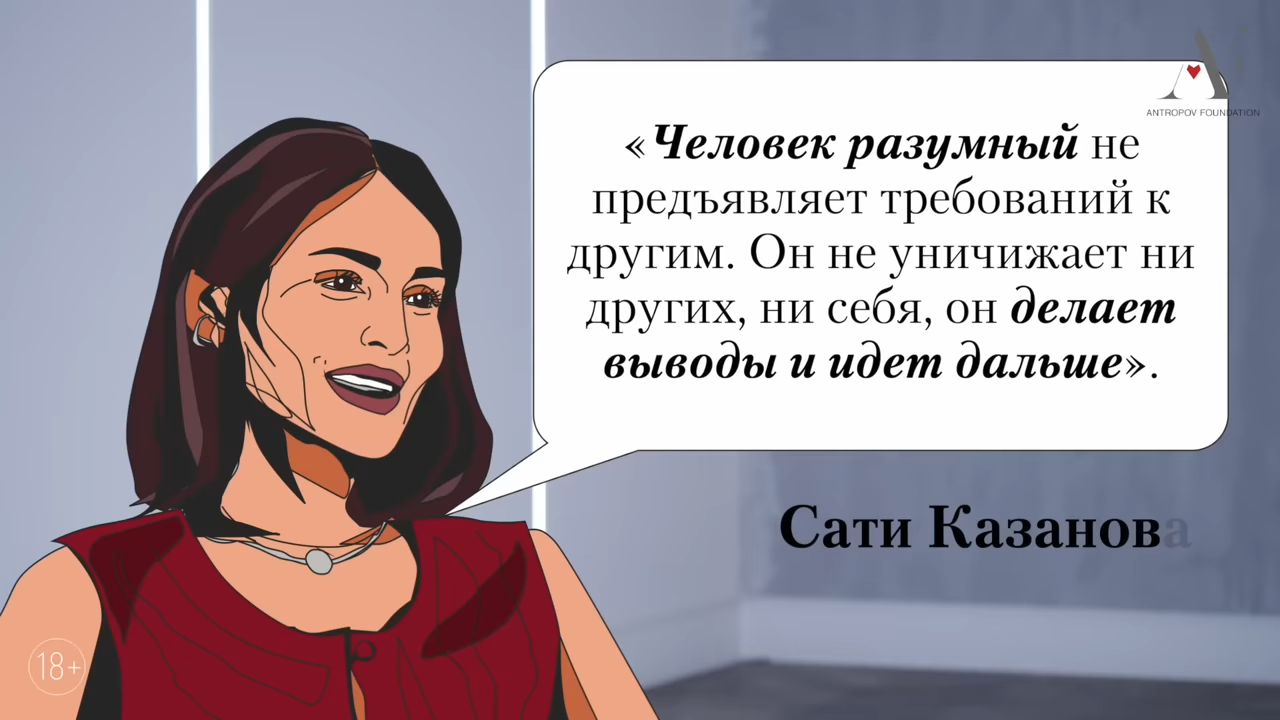 ANTROPOV FOUNDATION
«Человек разумный не
предъявляет требований к
другим. Он не уничижает ни
других, ни себя, он делает
выводы и идет дальше».
Сати Казанова
18+